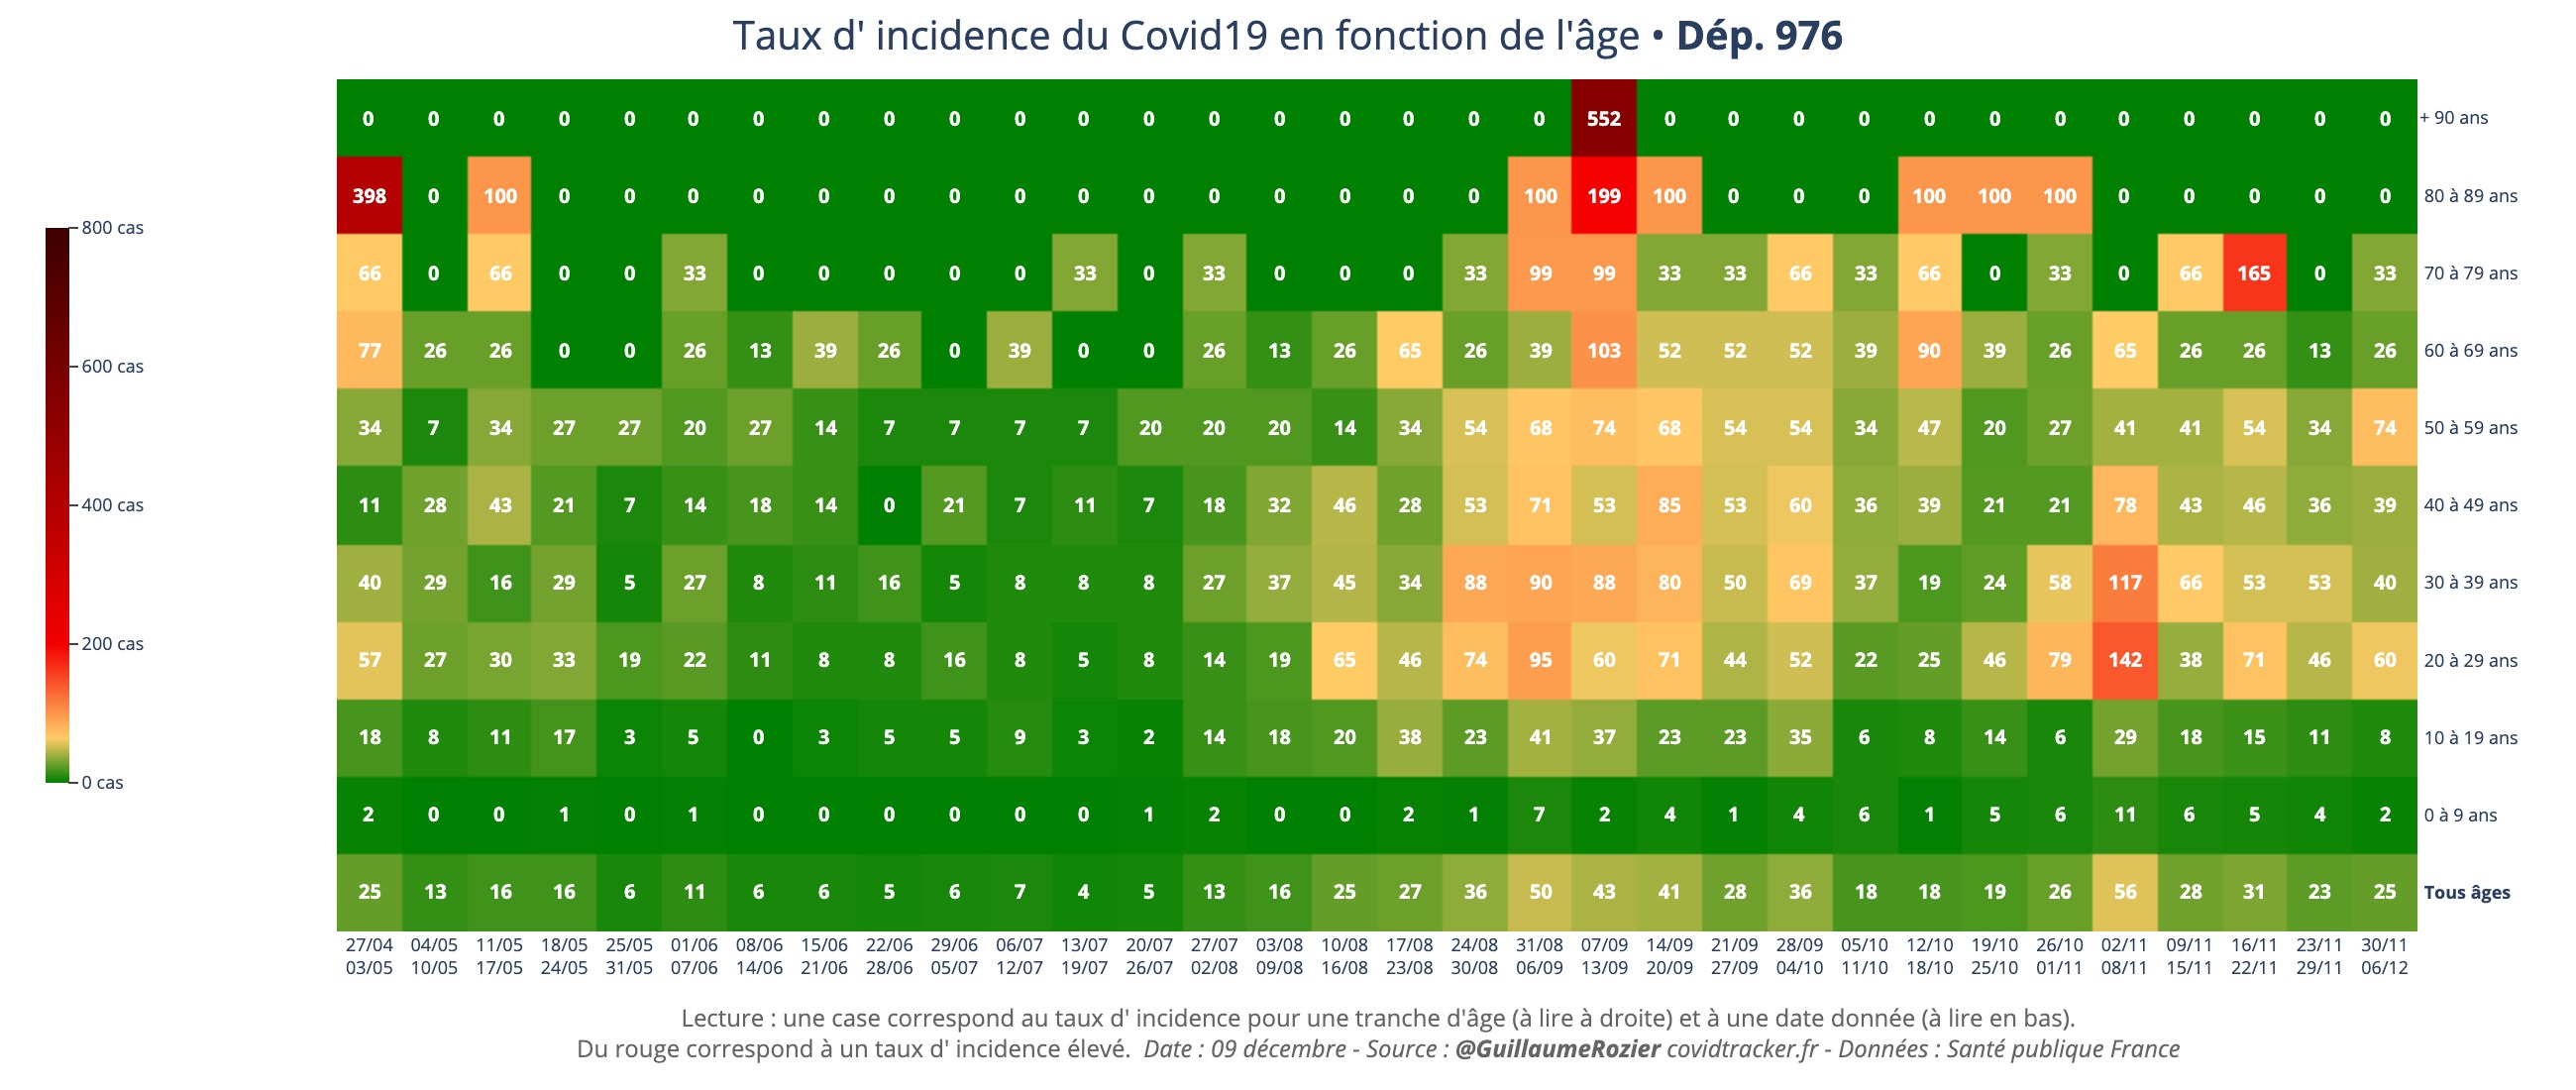 Taux d' incidence du Covid19 en fonction de l'âge • Dép. 976
0 0 0 0 0 0 0 0 0 0 0 0 0 0 0 0 0 0 0 552 0 0 0 0 0 0 0 0 0 0 0 0 + 90 ans
398 0 100 0 0 0 0 0 0 0 0 0 0 0 0 0 0 0 100 199 100 0 0 0 100 100 100 0 0 0 0 0 80 à 89 ans
800 cas
66 0 66 0 0 33 0 0 0 0 0 33 0 33 0 0 0 33 99 99 33 33 66 33 66 0 33 0 66 165 0 33 70 à 79 ans
77 26 26 0 0 26 13 39 26 0 39 0 0 26 13 26 65 26 39 103 52 52 52 39 90 39 26 65 26 26 13 26 60 à 69 ans
600 cas
34 7 34 27 27 20 27 14 7 7 7 7 20 20 20 14 34 54 68 74 68 54 54 34 47 20 27 41 41 54 34 74 50 à 59 ans
400 cas
11 28 43 21 7 14 18 14 0 21 7 11 7 18 32 46 28 53 71 53 85 53 60 36 39 21 21 78 43 46 36 39 40 à 49 ans
40 29 16 29 5 27 8 11 16 5 8 8 8 27 37 45 34 88 90 88 80 50 69 37 19 24 58 117 66 53 53 40 30 à 39 ans
200 cas
57 27 30 33 19 22 11 8 8 16 8 5 8 14 19 65 46 74 95 60 71 44 52 22 25 46 79 142 38 71 46 60 20 à 29 ans
18 8 11 17 3 5 0 3 5 5 9 3 2 14 18 20 38 23 41 37 23 23 35 6 8 14 6 29 18 15 11 8 10 à 19 ans
0 cas
2 0 0 1 0 1 0 0 0 0 0 0 1 2 0 0 2 1 7 2 4 1 4 6 1 5 6 11 6 5 4 2 0 à 9 ans
25 13 16 16 6 11 6 6 5 6 7 4 5 13 16 25 27 36 50 43 41 28 36 18 18 19 26 56 28 31 23 25 Tous âges
27/04 04/05 11/05 18/05 25/05 01/06 08/06 15/06 22/06 29/06 06/07 13/07 20/07 27/07 03/08 10/08 17/08 24/08 31/08 07/09 14/09 21/09 28/09 05/10 12/10 19/10 26/10 02/11 09/11 16/11 23/11 30/11
03/05 10/05 17/05 24/05 31/05 07/06 14/06 21/06 28/06 05/07 12/07 19/07 26/07 02/08 09/08 16/08 23/08 30/08 06/09 13/09 20/09 27/09 04/10 11/10 18/10 25/10 01/11 08/11 15/11 22/11 29/11 06/12
Lecture : une case correspond au taux d' incidence pour une tranche d'âge (à lire à droite) et à une date donnée (à lire en bas).
Du rouge correspond à un taux d' incidence élevé. Date : 09 décembre - Source : @GuillaumeRozier covidtracker.fr - Données : Santé publique France